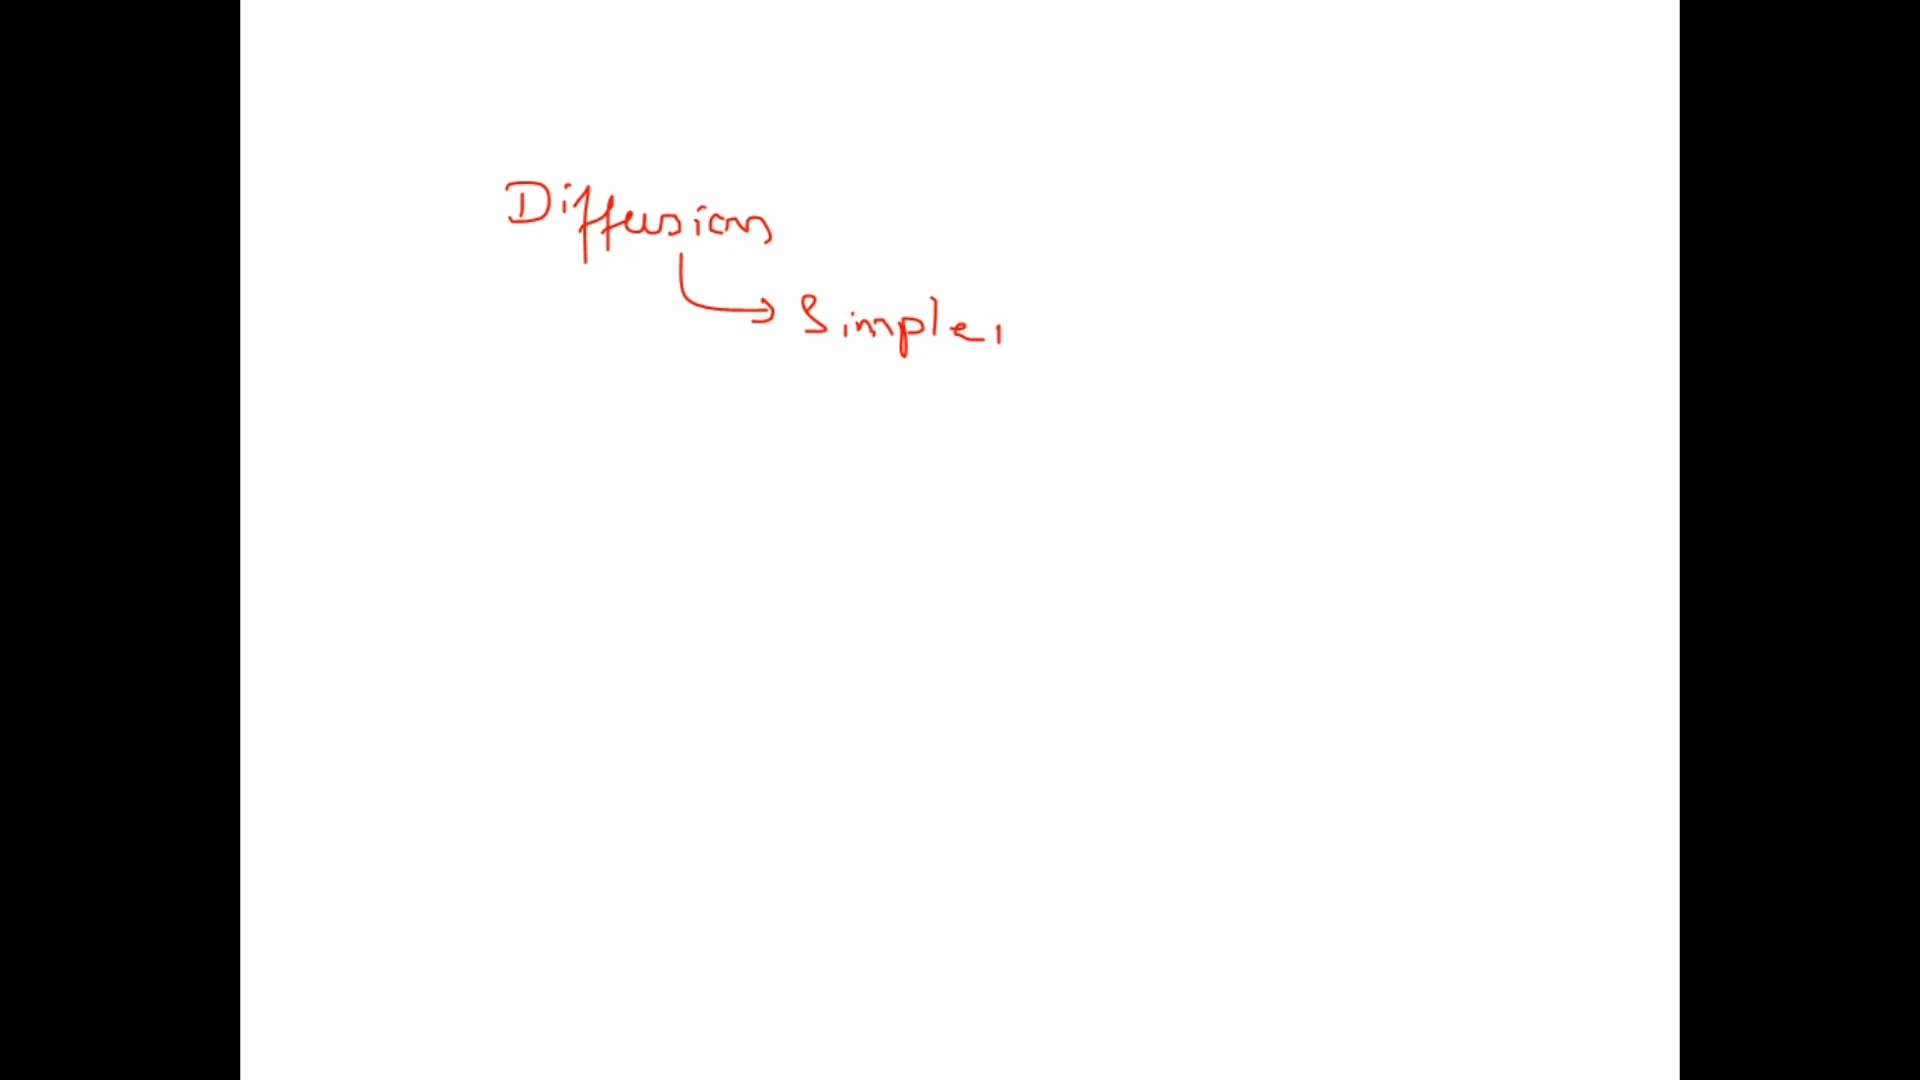 Diffusion
→ Simple,